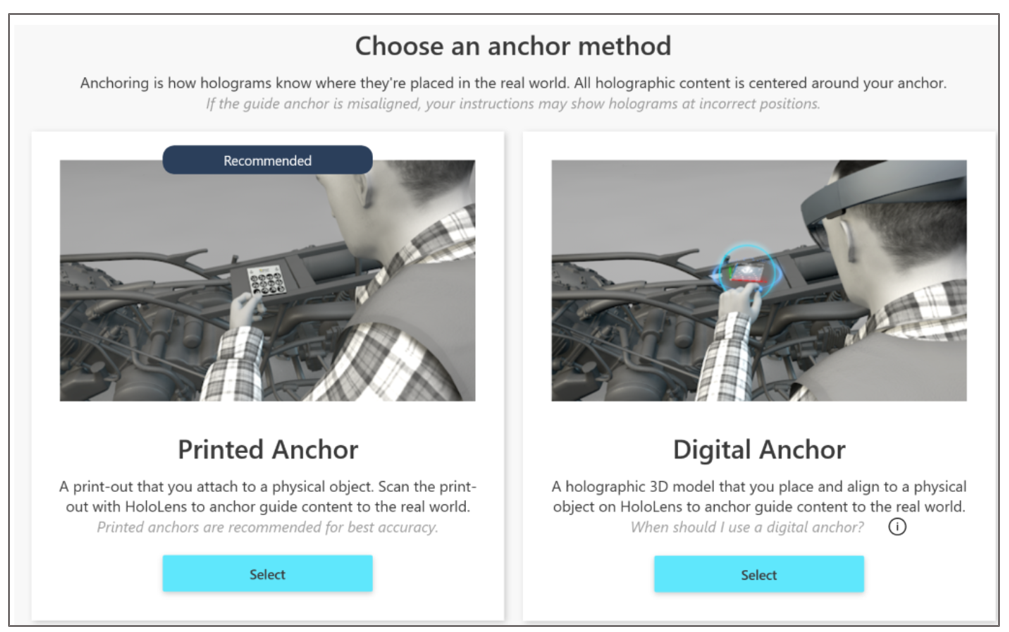 Choose an anchor method
Anchoring is how holograms know where they're placed in the real world. All holographic content is centered around your anchor.
If the guide anchor is misaligned, your instructions may show holograms at incorrect positions.
Recommended
Printed Anchor
A print-out that you attach to a physical object. Scan the print-
out with HoloLens to anchor guide content to the real world.
Printed anchors are recommended for best accuracy.
Select
Digital Anchor
A holographic 3D model that you place and align to a physical
object on HoloLens to anchor guide content to the real world.
When should I use a digital anchor?
Select